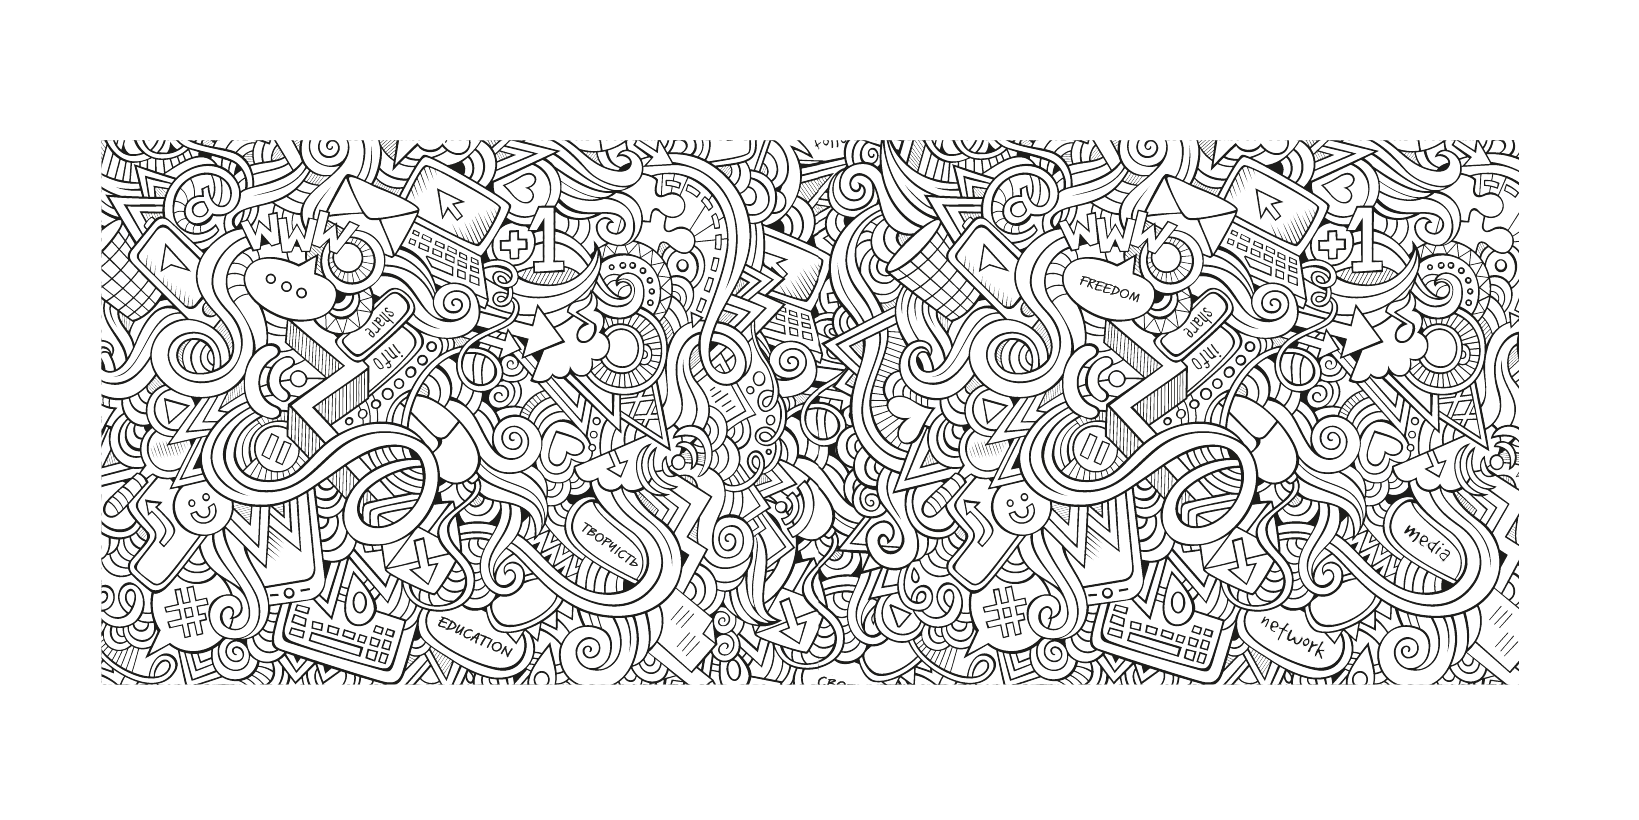 @
www
+1
share
info
ТВОРЧІСТЬ
EDUCATION
#
@
www
+1
FREEDOM
share
info
media
network
#